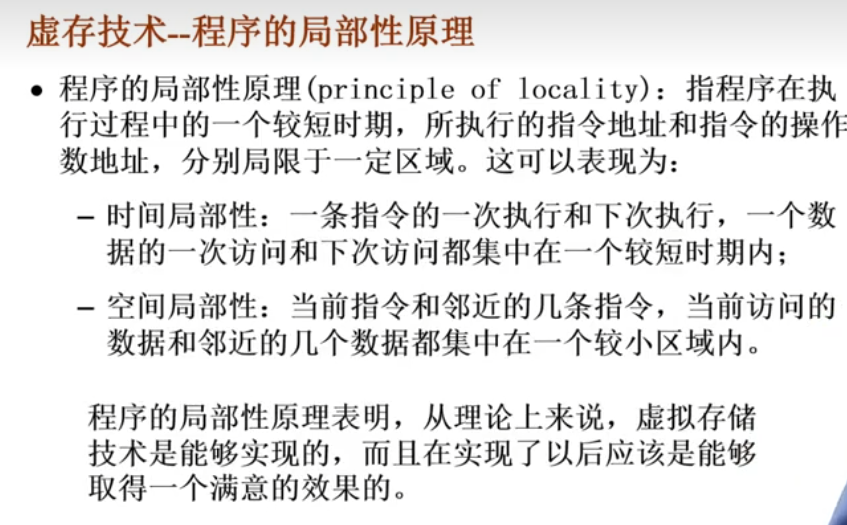 虚存技术--程序的局部性原理
• 程序的局部性原理(principle of locality)：指程序在执
行过程中的一个较短时期，所执行的指令地址和指令的操作
数地址，分别局限于一定区域。这可以表现为：
– 时间局部性：一条指令的一次执行和下次执行，一个数
据的一次访问和下次访问都集中在一个较短时期内；
– 空间局部性：当前指令和邻近的几条指令，当前访问的
数据和邻近的几个数据都集中在一个较小区域内。
程序的局部性原理表明，从理论上来说，虚拟存储
技术是能够实现的，而且在实现了以后应该是能够
取得一个满意的效果的。